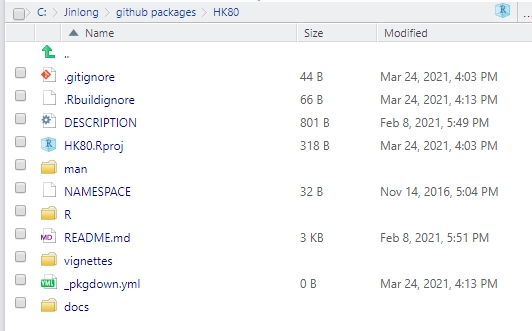 C: Jinlong github packages HK80 R ...
Name Size Modified
..
.gitignore 44 B Mar 24, 2021, 4:03 PM
.Rbuildignore 66 B Mar 24, 2021, 4:13 PM
DESCRIPTION 801 B Feb 8, 2021, 5:49 PM
R HK80.Rproj 318 B Mar 24, 2021, 4:03 PM
man
NAMESPACE 32 B Nov 14, 2016, 5:04 PM
R
MD README.md 3 KB Feb 8, 2021, 5:51 PM
vignettes
YML _pkgdown.yml 0 B Mar 24, 2021, 4:13 PM
docs